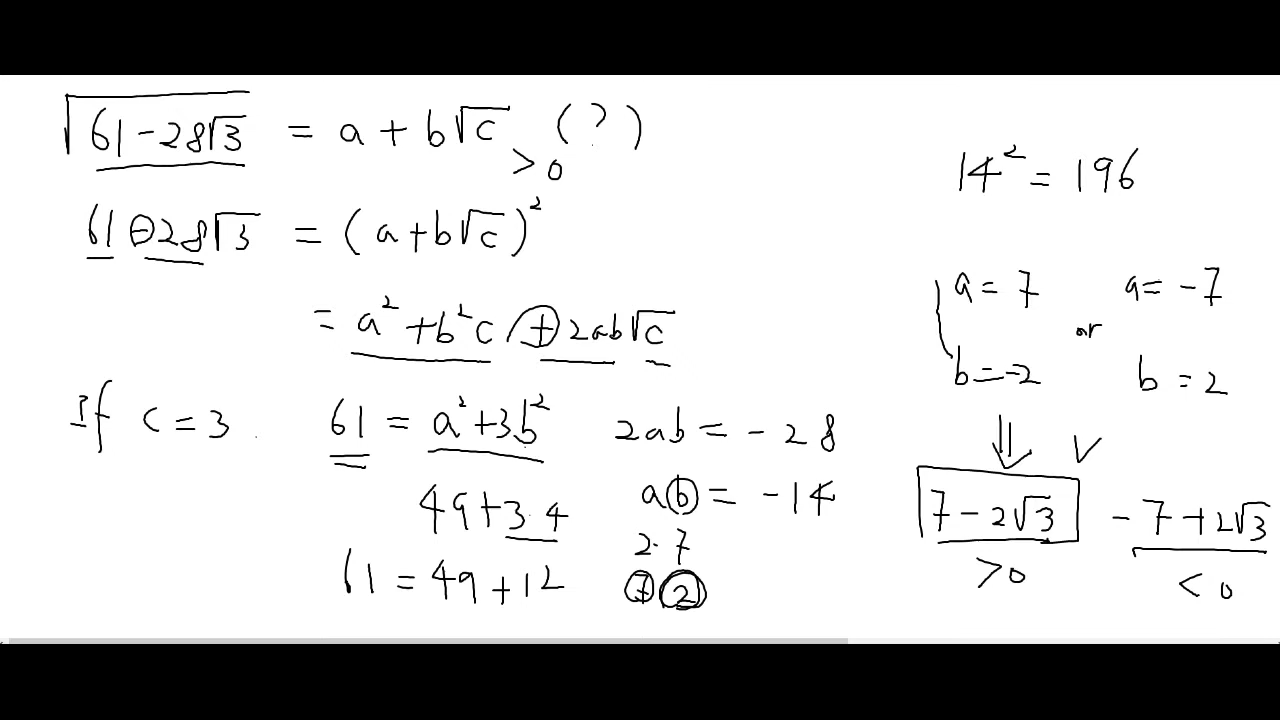 √(61-28√3) = a + b√c (?)
> 0
61 ⊖ 28√3 = (a+b√c)²
= a² + b²c ⊕ 2ab√c
If c = 3. 61 = a² + 3b² 2ab = - 28
49 + 3·4 ab = - 14
2·7
61 = 49 + 12 7 2
14² = 196
a = 7 a = - 7
or
b = -2 b = 2
⇓ √
7 - 2√3 - 7 + 2√3
> 0 < 0